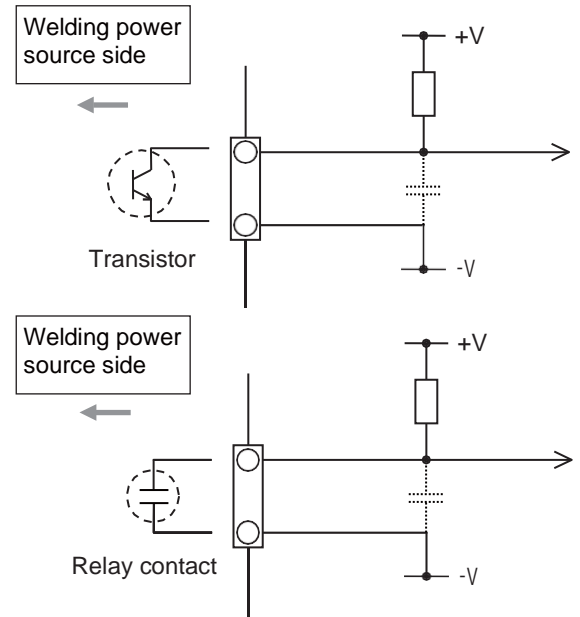 Welding power
source side
+V
Transistor
-V
Welding power
source side
+V
Relay contact
-V